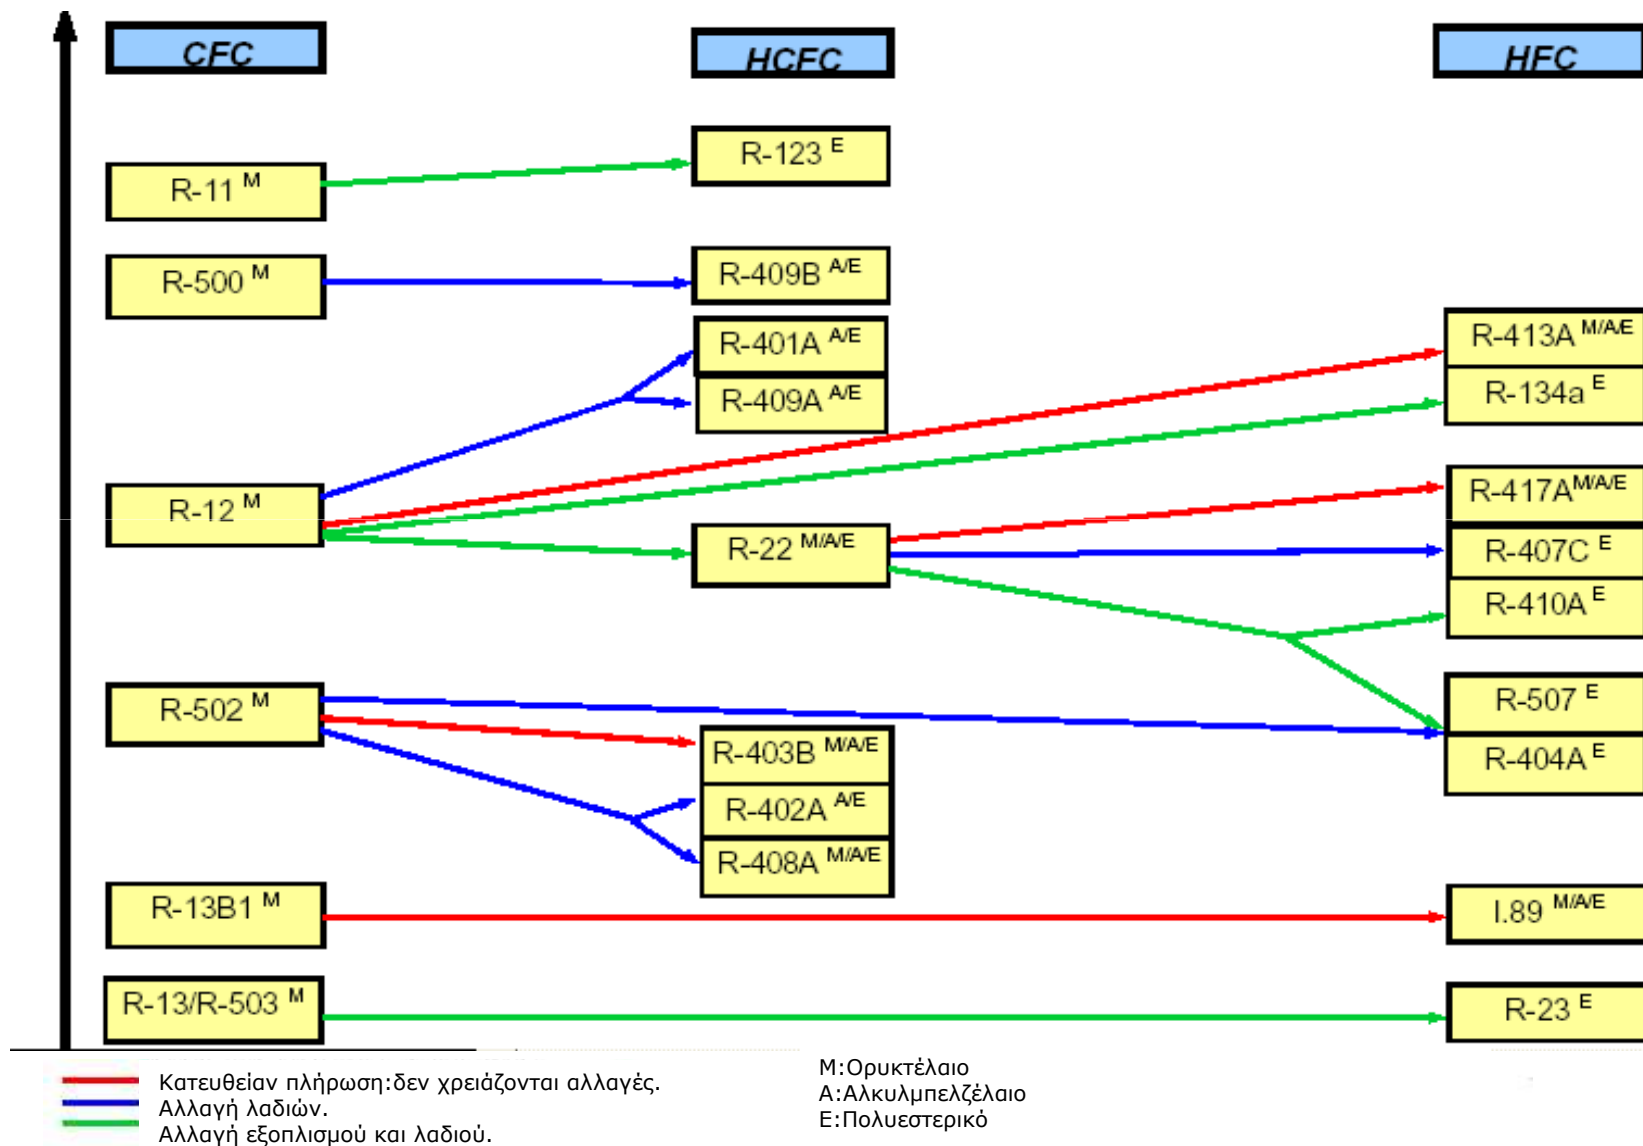 CFC
HCFC
HFC
R-11 M
R-123 E
R-500 M
R-409B A/E
R-401A A/E
R-409A A/E
R-413A M/A/E
R-134a E
R-12 M
R-22 M/A/E
R-417A M/A/E
R-407C E
R-410A E
R-502 M
R-507 E
R-404A E
R-403B M/A/E
R-402A A/E
R-408A M/A/E
R-13B1 M
I.89 M/A/E
R-13/R-503 M
R-23 E
Κατευθείαν πλήρωση:δεν χρειάζονται αλλαγές.
Αλλαγή λαδιών.
Αλλαγή εξοπλισμού και λαδιού.
Μ:Ορυκτέλαιο
Α:Αλκυλμπελζέλαιο
Ε:Πολυεστερικό